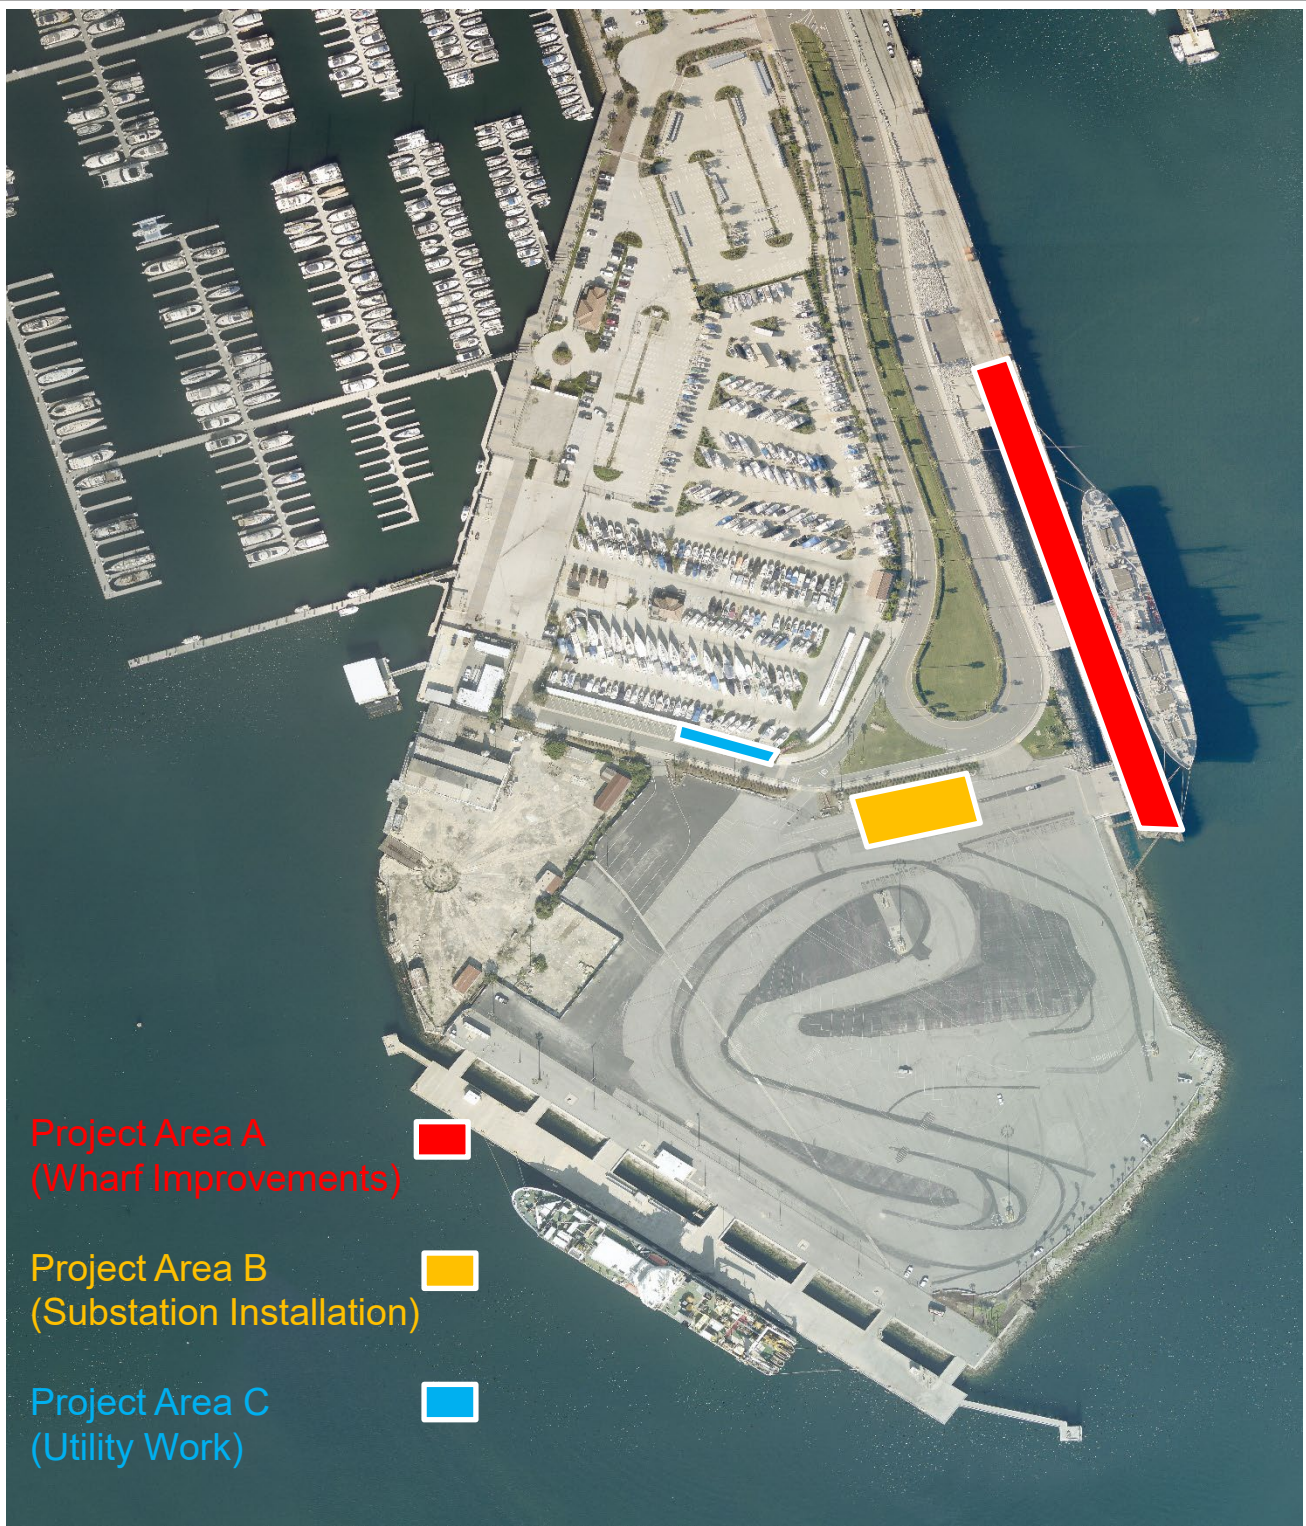 Project Area A
(Wharf Improvements)
Project Area B
(Substation Installation)
Project Area C
(Utility Work)